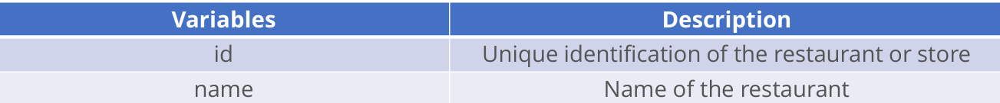 Variables Description
id Unique identification of the restaurant or store
name Name of the restaurant